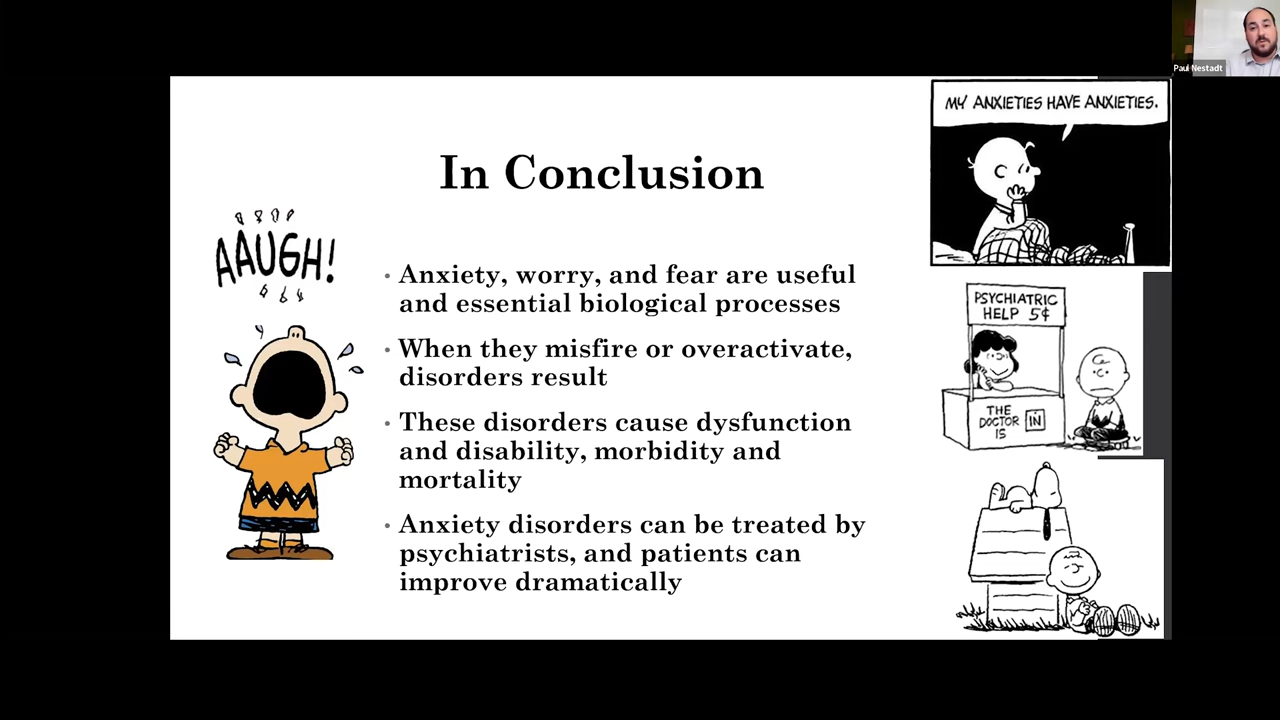 Paul Nestadt
In Conclusion
AAUGH!
• Anxiety, worry, and fear are useful
and essential biological processes
• When they misfire or overactivate,
disorders result
• These disorders cause dysfunction
and disability, morbidity and
mortality
• Anxiety disorders can be treated by
psychiatrists, and patients can
improve dramatically
MY ANXIETIES HAVE ANXIETIES.
PSYCHIATRIC
HELP 5¢
THE
DOCTOR IN
IS